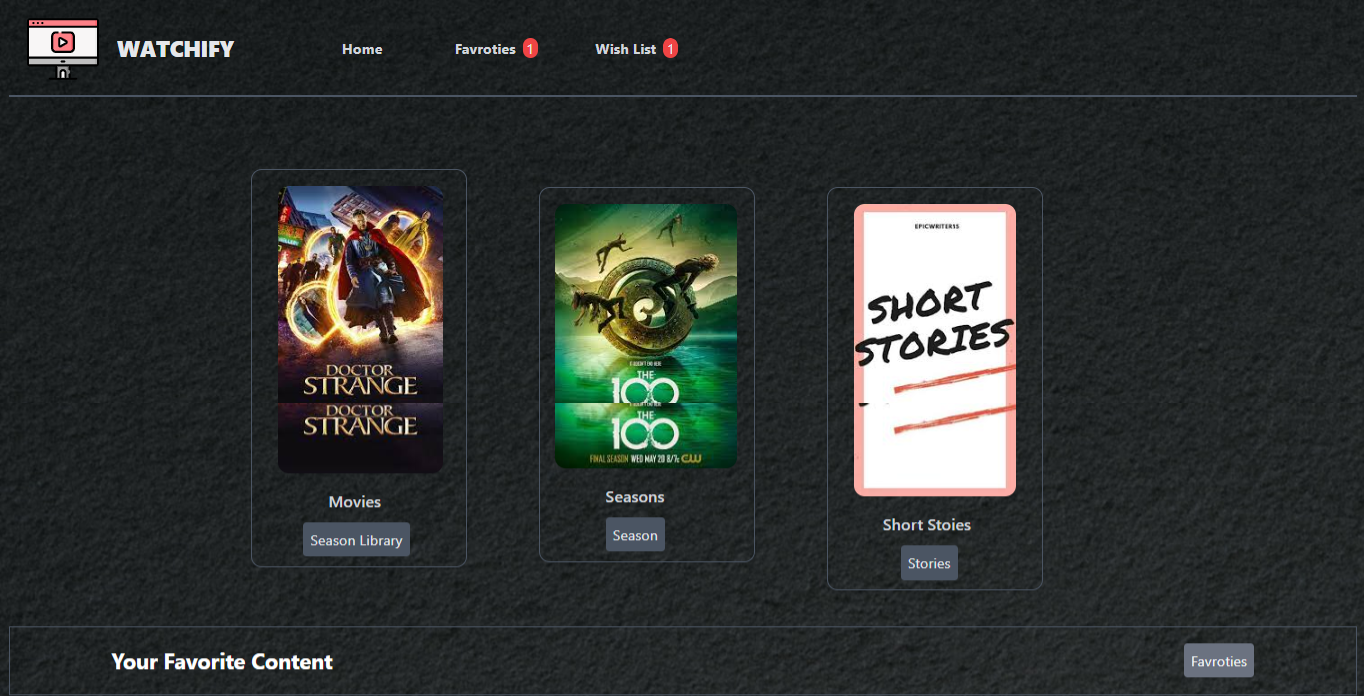 WATCHIFY
Home
Favroties 1
Wish List 1
DOCTOR
STRANGE
DOCTOR
STRANGE
Movies
Season Library
THE
100
THE
100
FINAL SEASON WED MAY 20 8/7c CW
Seasons
Season
EPICWRITER15
SHORT
STORIES
Short Stoies
Stories
Your Favorite Content
Favroties